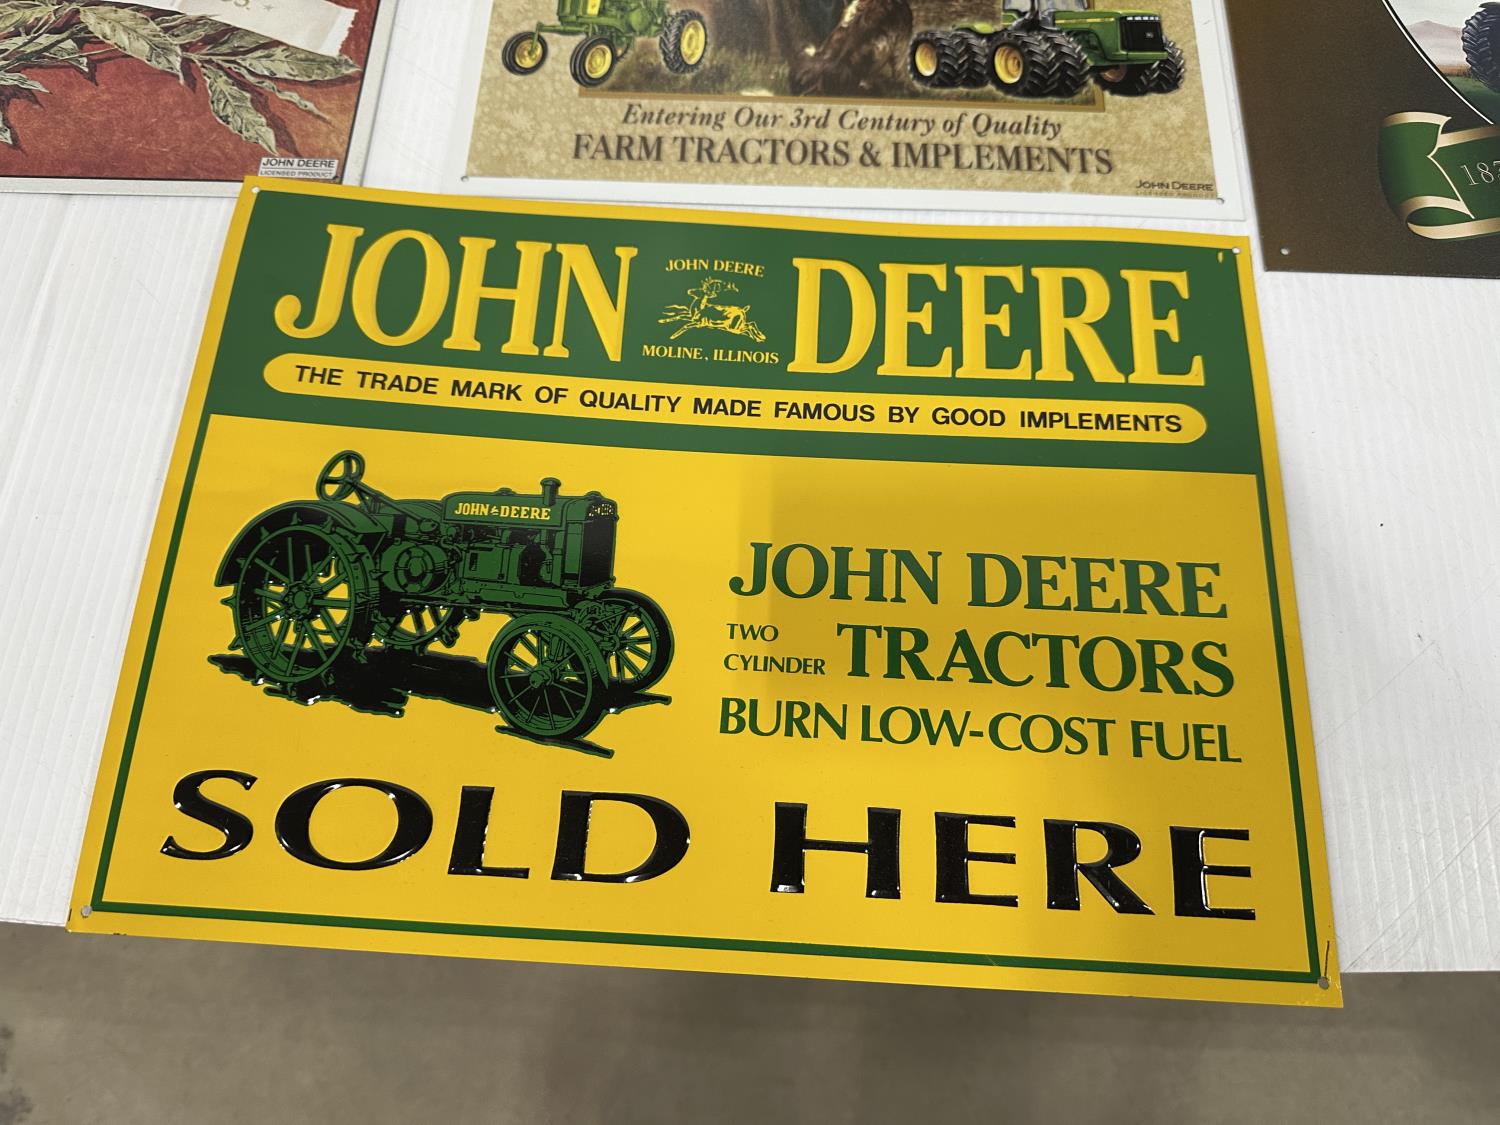 JOHN DEERE
LICENSED PRODUCT
Entering Our 3rd Century of Quality
FARM TRACTORS & IMPLEMENTS
JOHN DEERE
LICENSED PRODUCT
JOHN DEERE
JOHN DEERE
MOLINE, ILLINOIS
THE TRADE MARK OF QUALITY MADE FAMOUS BY GOOD IMPLEMENTS
JOHN DEERE
JOHN DEERE
TWO CYLINDER TRACTORS
BURN LOW-COST FUEL
SOLD HERE